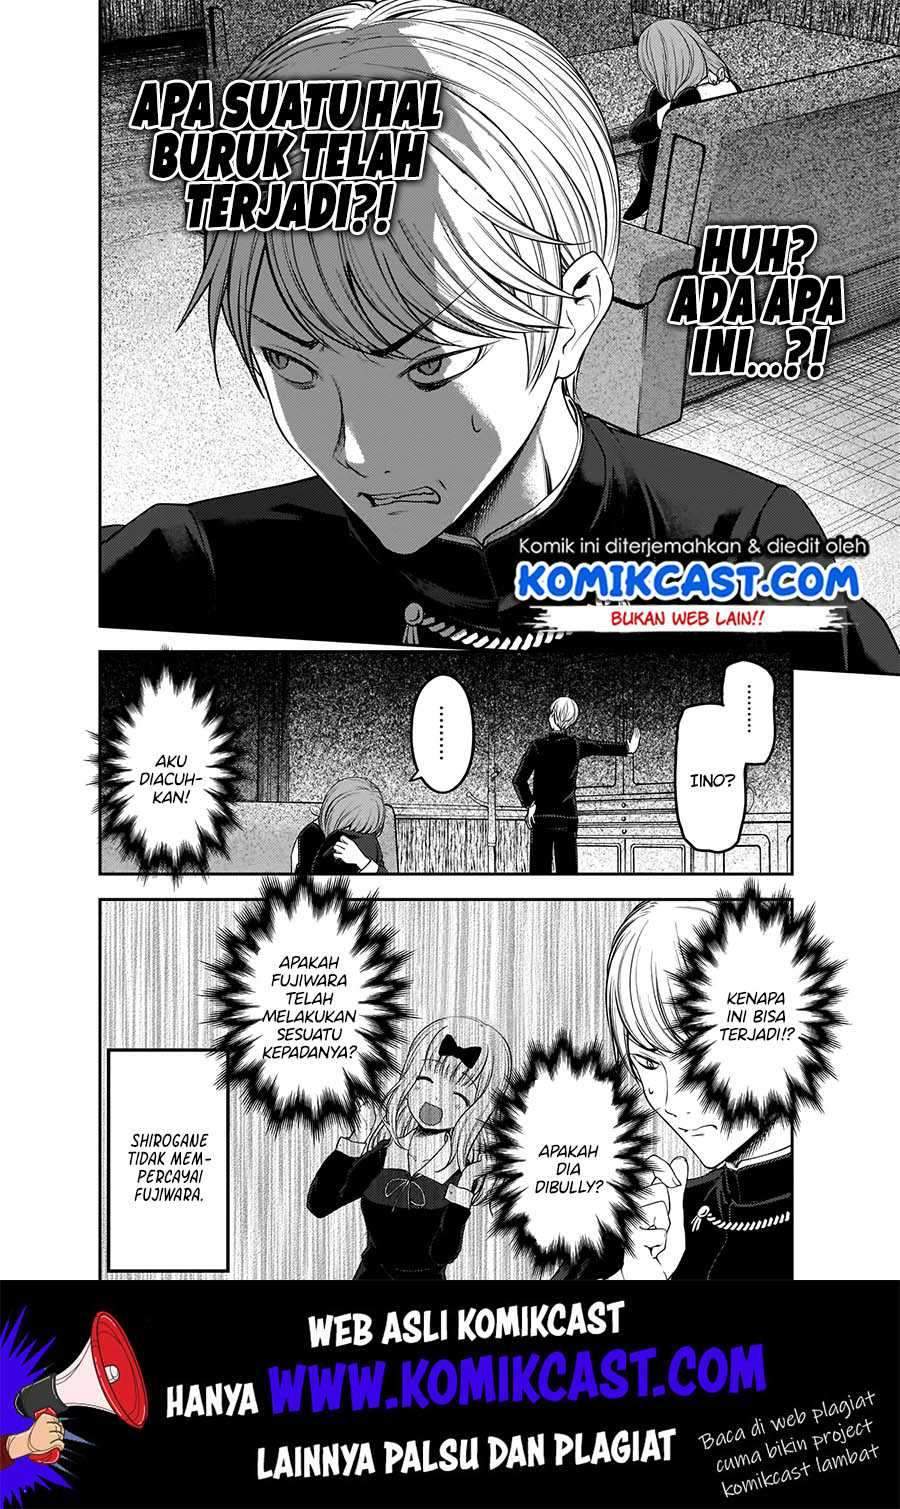 HUH?
ADA APA
INI....?!
APA SUATU HAL
BURUK TELAH
TERJADI?!
Komik ini diterjemahkan & diedit oleh
KOMIKCAST.COM
BUKAN WEB LAIN!!
.........
IINO?
.........
AKU
DIACUH-
KAN!
KENAPA
INI BISA
TERJADI!?
APAKAH
DIA
DIBULLY?
APAKAH
FUJIWARA
TELAH
MELAKUKAN
SESUATU
KEPADANYA?
SHIROGANE
TIDAK MEM-
PERCAYAI
FUJIWARA.
WEB ASLI KOMIKCAST
HANYA WWW.KOMIKCAST.COM
LAINNYA PALSU DAN PLAGIAT
Baca di web plagiat
cuma bikin project
komikcast lambat